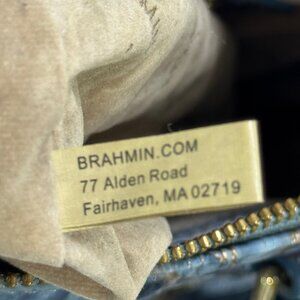 BRAHMIN.COM
77 Alden Road
Fairhaven, MA 02719